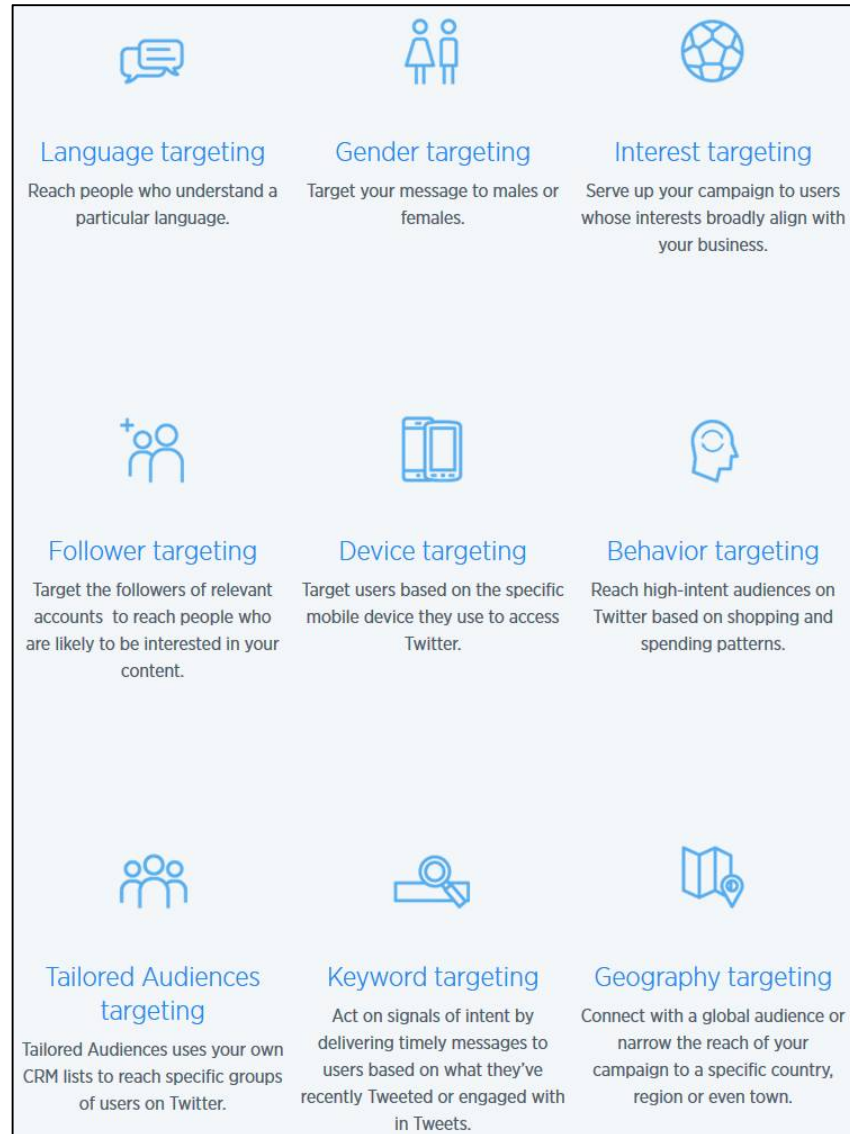 Language targeting
Reach people who understand a
particular language.
Gender targeting
Target your message to males or
females.
Interest targeting
Serve up your campaign to users
whose interests broadly align with
your business.
Follower targeting
Target the followers of relevant
accounts to reach people who
are likely to be interested in your
content.
Device targeting
Target users based on the specific
mobile device they use to access
Twitter.
Behavior targeting
Reach high-intent audiences on
Twitter based on shopping and
spending patterns.
Tailored Audiences
targeting
Tailored Audiences uses your own
CRM lists to reach specific groups
of users on Twitter.
Keyword targeting
Act on signals of intent by
delivering timely messages to
users based on what they've
recently Tweeted or engaged with
in Tweets.
Geography targeting
Connect with a global audience or
narrow the reach of your
campaign to a specific country,
region or even town.